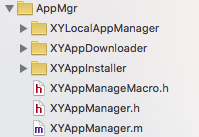 AppMgr
XYLocalAppManager
XYAppDownloader
XYAppInstaller
h XYAppManageMacro.h
h XYAppManager.h
m XYAppManager.m